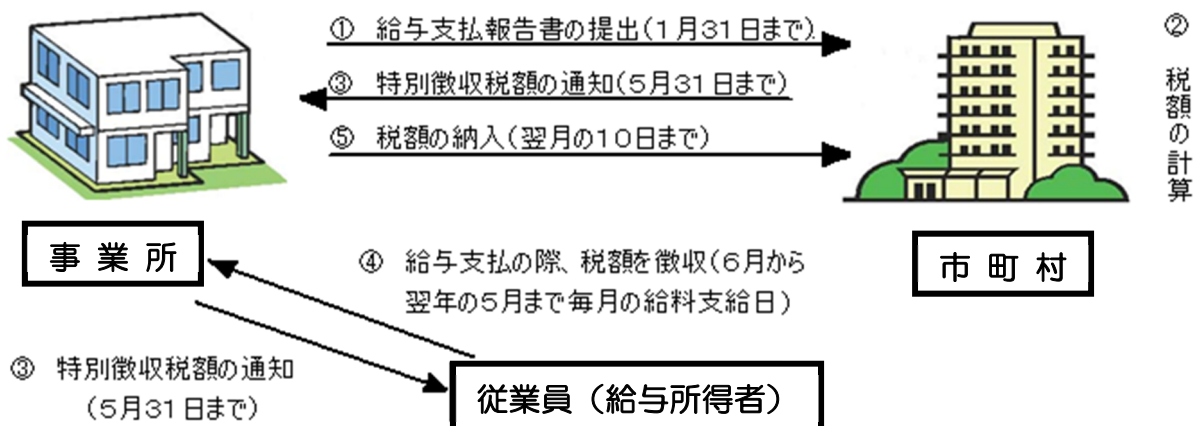 ① 給与支払報告書の提出(1月31日まで)
③ 特別徴収税額の通知(5月31日まで)
⑤ 税額の納入(翌月の10日まで)
② 税額の計算
事業所
市町村
④ 給与支払の際、税額を徴収(6月から
翌年の5月まで毎月の給料支給日)
③ 特別徴収税額の通知
(5月31日まで)
従業員(給与所得者)